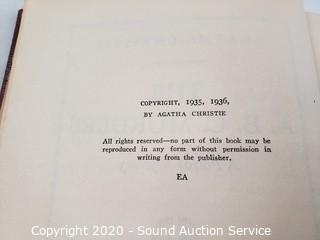 COPYRIGHT, 1935, 1936,
BY AGATHA CHRISTIE
All rights reserved—no part of this book may be
reproduced in any form without permission in
writing from the publisher.
EA
Copyright 2020 - Sound Auction Service